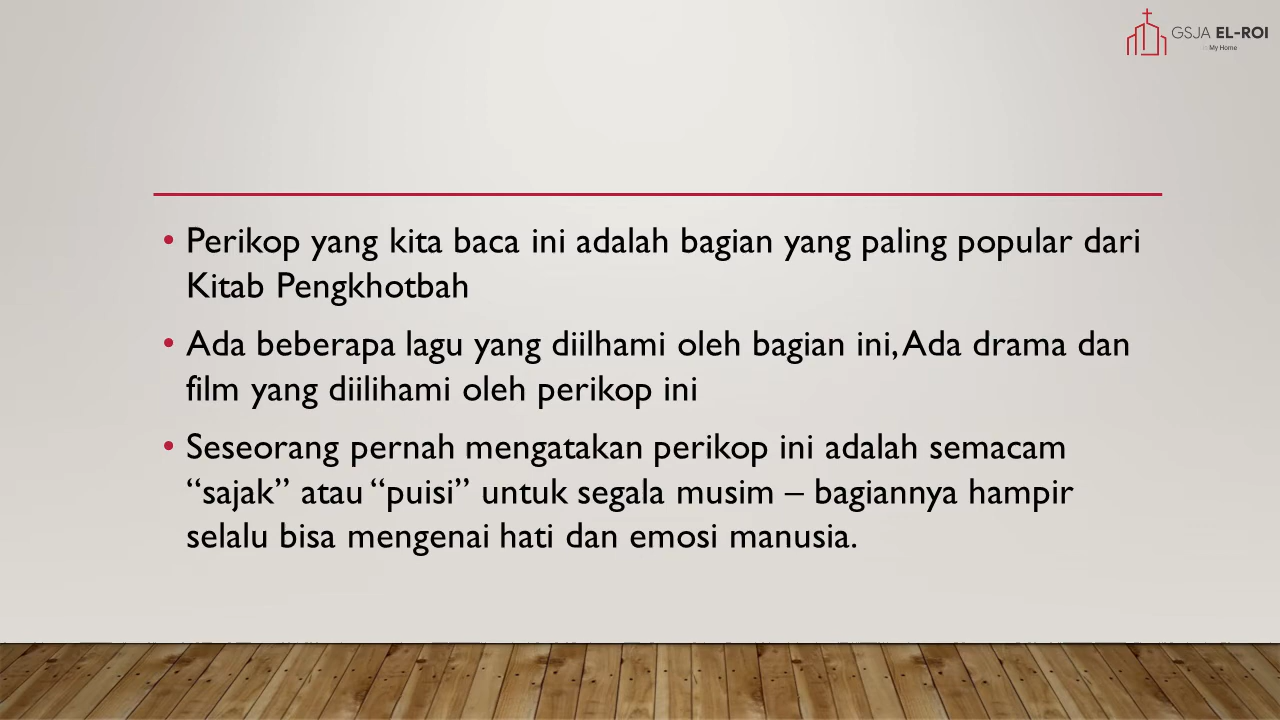 GSJA EL-ROI
My Home
• Perikop yang kita baca ini adalah bagian yang paling popular dari
Kitab Pengkhotbah
• Ada beberapa lagu yang diilhami oleh bagian ini, Ada drama dan
film yang diilihami oleh perikop ini
• Seseorang pernah mengatakan perikop ini adalah semacam
“sajak” atau “puisi” untuk segala musim – bagiannya hampir
selalu bisa mengenai hati dan emosi manusia.